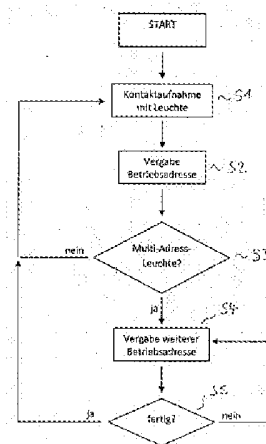 START
Kontaktaufnahme
mit Leuchte
S1
Vergabe
Betriebsadresse
S2
Multi-Adress-
Leuchte?
S3
nein
ja
S4
Vergabe weiterer
Betriebsadresse
S5
fertig?
ja
nein